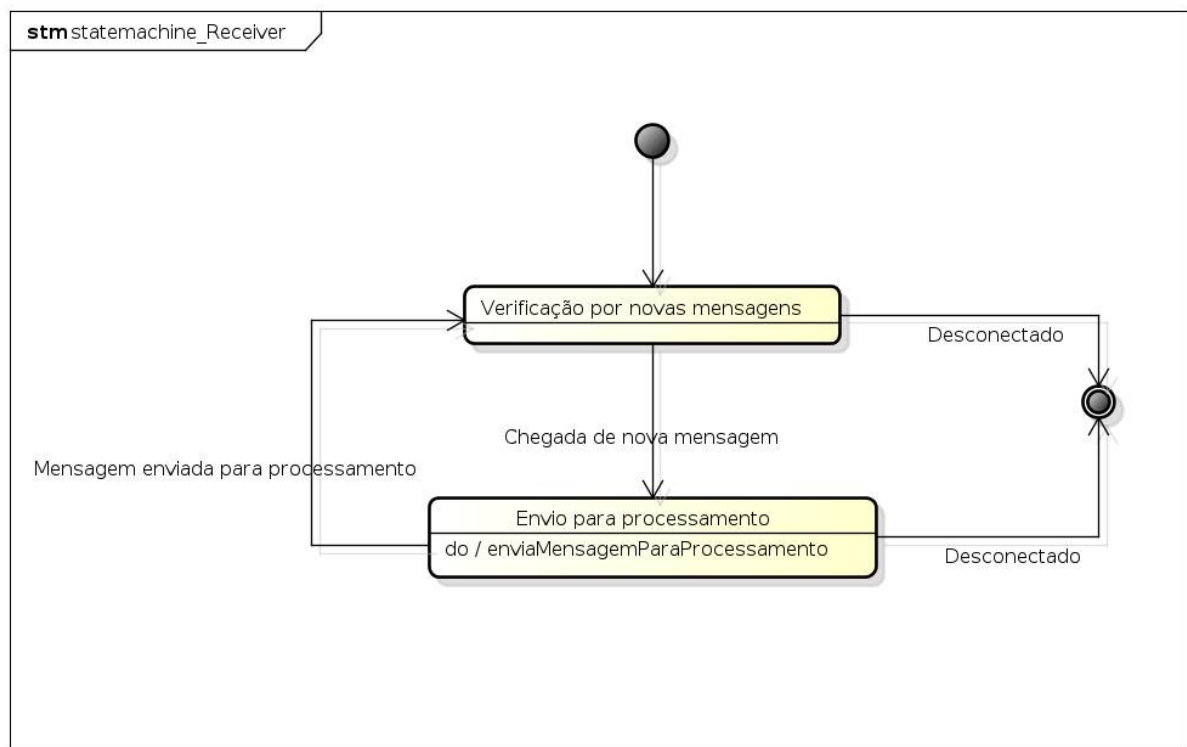 stm statemachine_Receiver
Verificação por novas mensagens
Desconectado
Chegada de nova mensagem
Mensagem enviada para processamento
Envio para processamento
do / enviaMensagemParaProcessamento
Desconectado